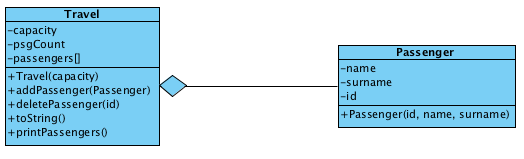 Travel
-capacity
-psgCount
-passengers[]
+Travel(capacity)
+addPassenger(Passenger)
+deletePassenger(id)
+toString()
+printPassengers()
Passenger
-name
-surname
-id
+Passenger(id, name, surname)